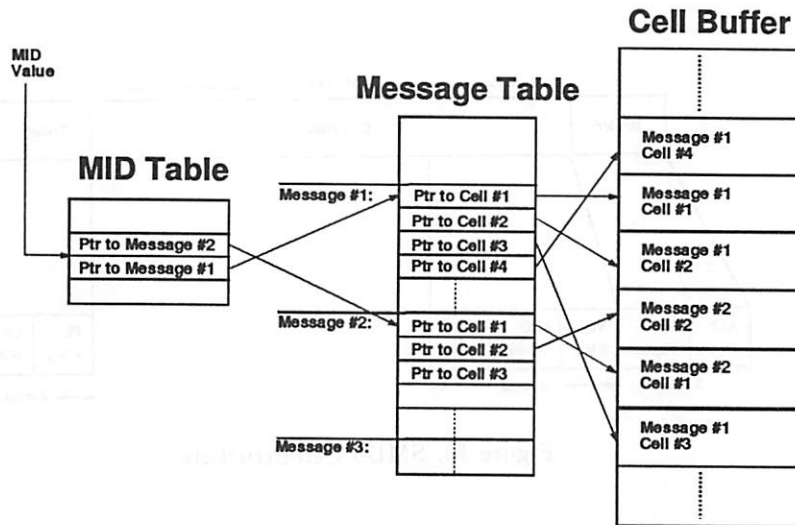 Cell Buffer
MID
Value
Message Table
MID Table
Message #1:
Ptr to Message #2
Ptr to Message #1
Ptr to Cell #1
Ptr to Cell #2
Ptr to Cell #3
Ptr to Cell #4
Message #2:
Ptr to Cell #1
Ptr to Cell #2
Ptr to Cell #3
Message #3:
Message #1
Cell #4
Message #1
Cell #1
Message #1
Cell #2
Message #2
Cell #2
Message #2
Cell #1
Message #1
Cell #3